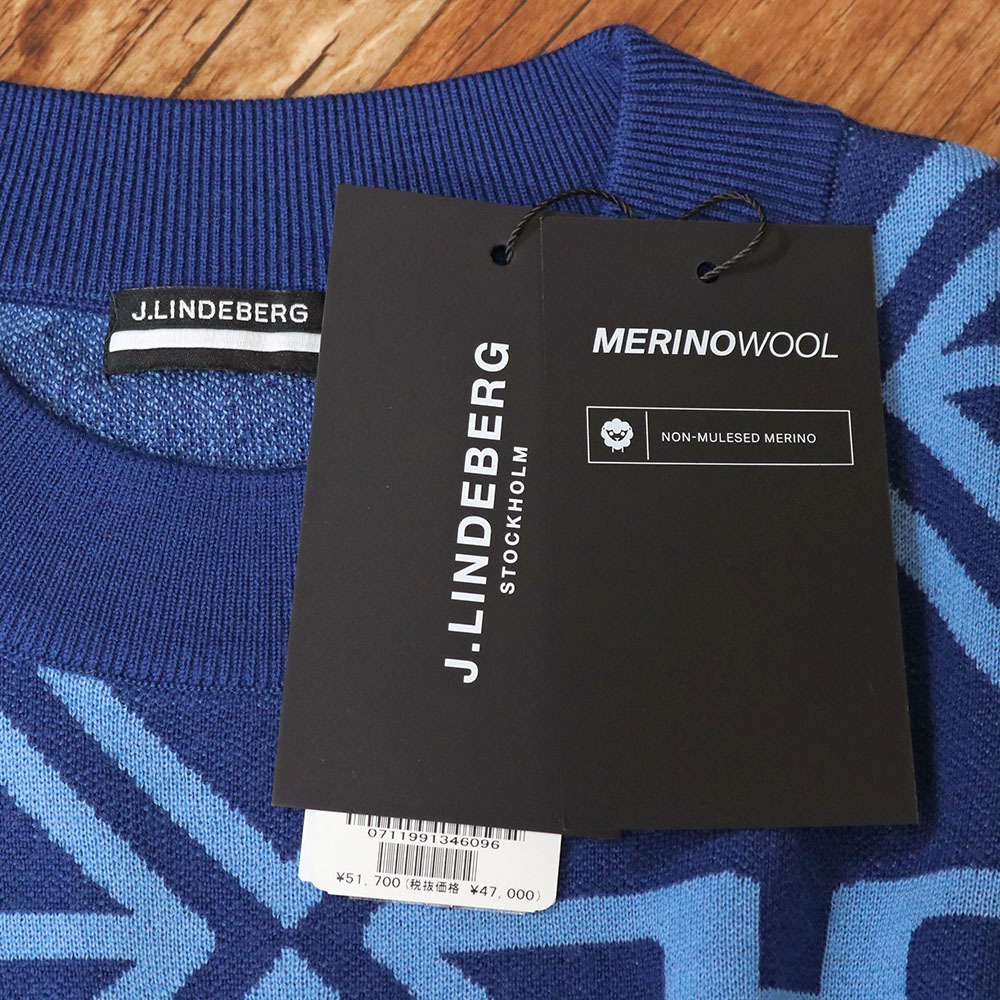 J.LINDEBERG
J.LINDEBERG
STOCKHOLM
MERINOWOOL
NON-MULESED MERINO
0711991346096
¥51,700(税抜価格 ¥47,000)